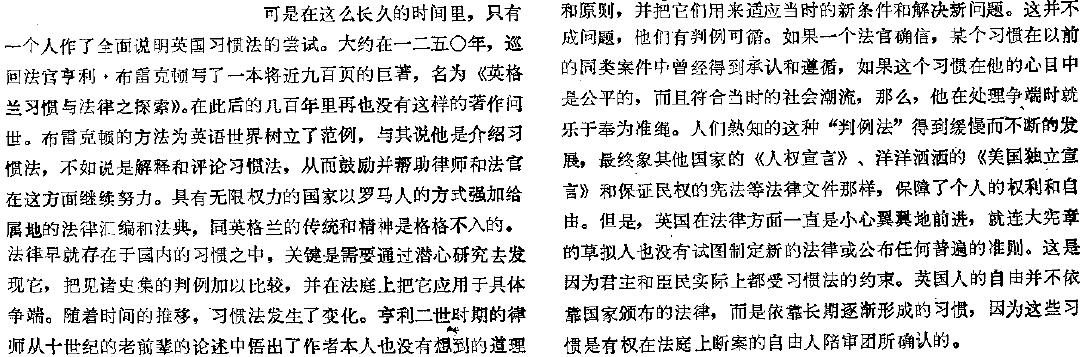 可是在这么长久的时间里，只有
一个人作了全面说明英国习惯法的尝试。大约在一二五〇年，巡
回法官亨利·布雷克顿写了一本将近九百页的巨著，名为《英格
兰习惯与法律之探索》。在此后的几百年里再也没有这样的著作问
世。布雷克顿的方法为英语世界树立了范例，与其说他是介绍习
惯法，不如说是解释和评论习惯法，从而鼓励并帮助律师和法官
在这方面继续努力。具有无限权力的国家以罗马人的方式强加给
属地的法律汇编和法典，同英格兰的传统和精神是格格不入的。
法律早就存在于国内的习惯之中，关键是需要通过潜心研究去发
现它，把见诸史集的判例加以比较，并在法庭上把它应用于具体
争端。随着时间的推移，习惯法发生了变化。亨利二世时期的律
师从十世纪的老前辈的论述中悟出了作者本人也没有想到的道理
和原则，并把它们用来适应当时的新条件和解决新问题。这并不
成问题，他们有判例可循。如果一个法官确信，某个习惯在以前
的同类案件中曾经得到承认和遵循，如果这个习惯在他的心目中
是公平的，而且符合当时的社会潮流，那么，他在处理争端时就
乐于奉为准绳。人们熟知的这种“判例法”得到缓慢而不断的发
展，最终象其他国家的《人权宣言》、洋洋洒洒的《美国独立宣
言》和保证民权的宪法等法律文件那样，保障了个人的权利和自
由。但是，英国在法律方面一直是小心翼翼地前进，就连大宪章
的草拟人也没有试图制定新的法律或公布任何普遍的准则。这是
因为君主和臣民实际上都受习惯法的约束。英国人的自由并不依
靠国家颁布的法律，而是依靠长期逐渐形成的习惯，因为这些习
惯是有权在法庭上断案的自由人陪审团所确认的。